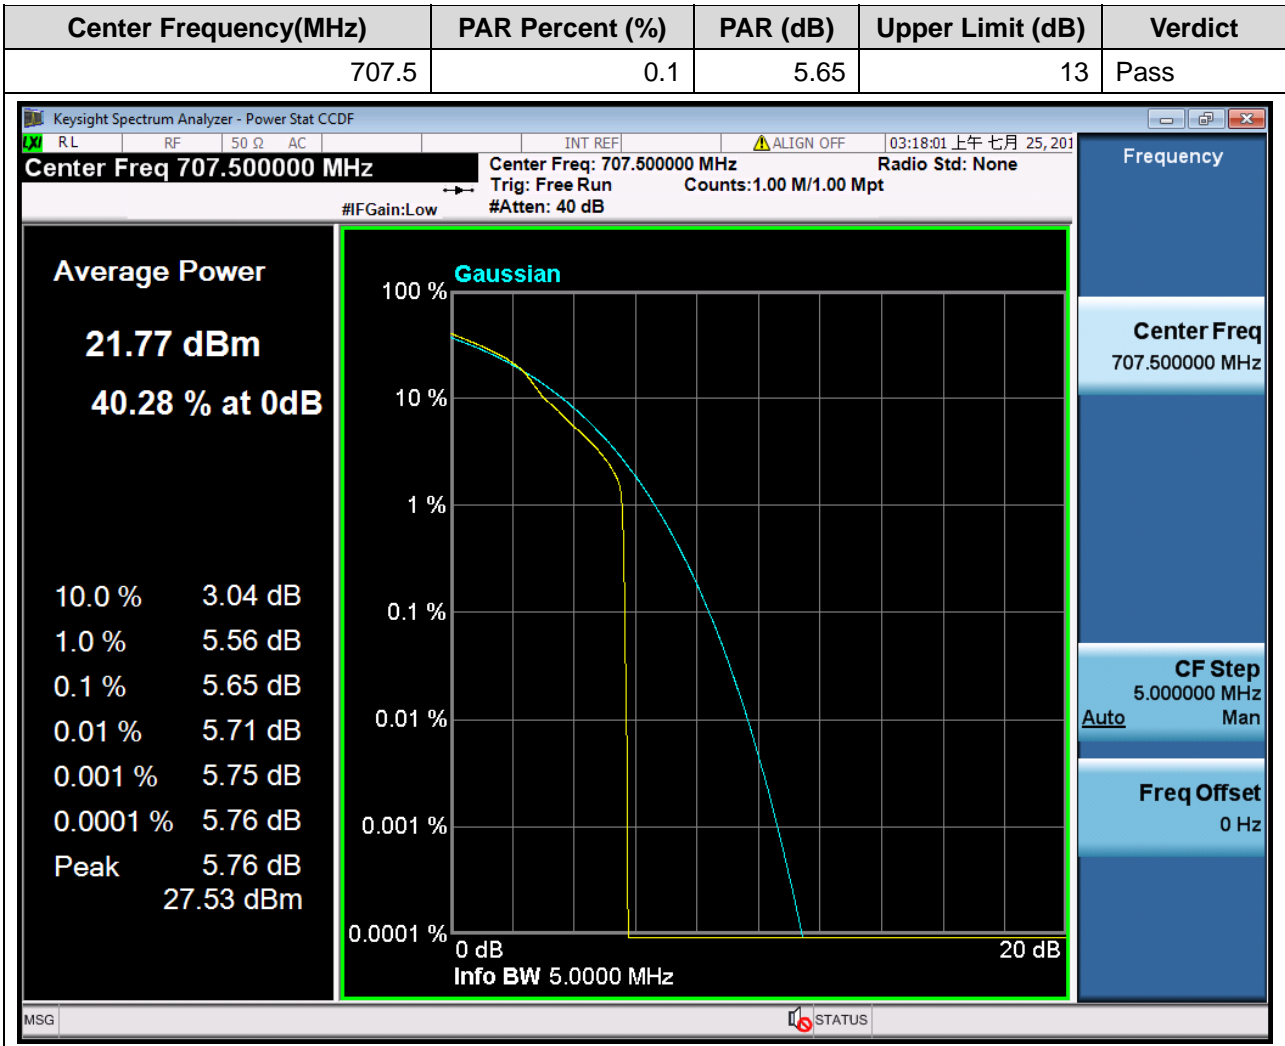 Center Frequency(MHz) PAR Percent (%) PAR (dB) Upper Limit (dB) Verdict
707.5 0.1 5.65 13 Pass
Keysight Spectrum Analyzer - Power Stat CCDF
LXI RL RF 50 Ω AC INT REF ALIGN OFF 03:18:01 上午 七月 25, 201
Center Freq 707.500000 MHz
Center Freq: 707.500000 MHz Radio Std: None
Trig: Free Run Counts:1.00 M/1.00 Mpt
#IFGain:Low #Atten: 40 dB
Average Power
21.77 dBm
40.28 % at 0dB
10.0 % 3.04 dB
1.0 % 5.56 dB
0.1 % 5.65 dB
0.01 % 5.71 dB
0.001 % 5.75 dB
0.0001 % 5.76 dB
Peak 5.76 dB
27.53 dBm
Gaussian
100 %
10 %
1 %
0.1 %
0.01 %
0.001 %
0.0001 %
0 dB 20 dB
Info BW 5.0000 MHz
Frequency
Center Freq
707.500000 MHz
CF Step
5.000000 MHz
Auto Man
Freq Offset
0 Hz
MSG STATUS